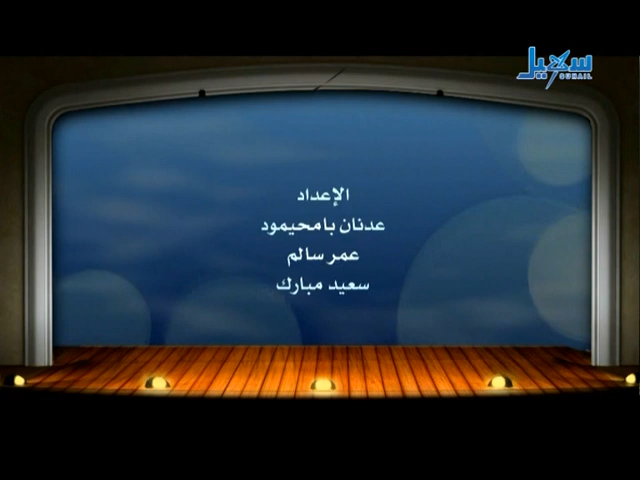 سهيل
SUHAIL
الإعداد
عدنان بامحيمود
عمر سالم
سعيد مبارك